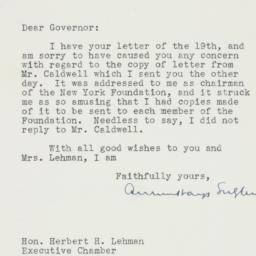 Dear Governor:
I have your letter of the 19th, and
am sorry to have caused you any concern
with regard to the copy of letter from
Mr. Caldwell which I sent you the other
day. It was addressed to me as chairman
of the New York Foundation, and it struck
me as so amusing that I had copies made
of it to be sent to each member of the
Foundation. Needless to say, I did not
reply to Mr. Caldwell.
With all good wishes to you and
Mrs. Lehman, I am
Faithfully yours,
Hon. Herbert H. Lehman
Executive Chamber